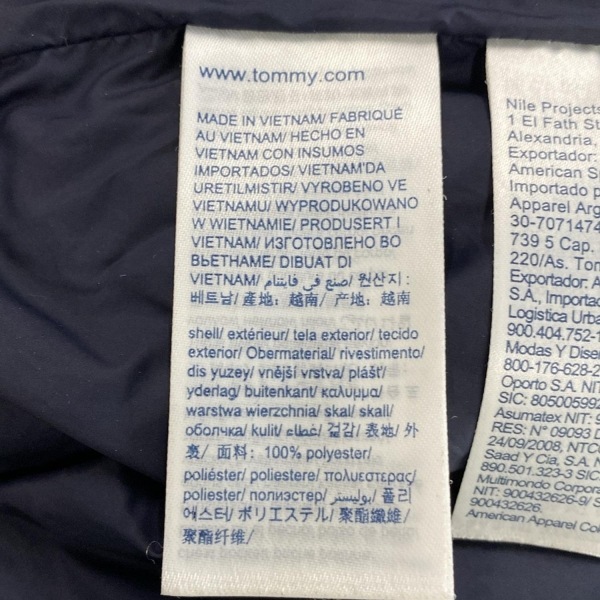 www.tommy.com
MADE IN VIETNAM/ FABRIQUÉ
AU VIETNAM/ HECHO EN
VIETNAM CON INSUMOS
IMPORTADOS/ VIETNAM'DA
URETILMISTIR/ VYROBENO VE
VIETNAMU/ WYPRODUKOWANO
W WIETNAMIE/ PRODUSERT I
VIETNAM/ ИЗГОТОВЛЕНО ВО
ВЬЕТНАМЕ/ DIBUAT DI
VIETNAM/ صنع في فايتنام/ 원산지 :
베트남/ 產地：越南/ 产地：越南
shell/ extérieur/ tela exterior/ tecido
exterior/ Obermaterial/ rivestimento/
dis yuzey/ vnější vrstva/ plášť/
yderlag/ buitenkant/ κάλυμμα/
warstwa wierzchnia/ skal/ skall/
оболочка/ kulit/ غطاء/ 겉감/ 表地/ 外
裏/ 面料: 100% polyester/
poliéster/ poliestere/ πολυεστερας/
poliester/ полиэстер/ بوليستر/ 폴리
에스터/ ポリエステル/ 聚酯纖維/
聚酯纤维/
Nile Projects
1 El Fath St
Alexandria,
Exportador:
American Su
Importado p
Apparel Arg
30-7071474
739 5 Cap.
220/As. Tom
Exportador: A
S.A., Importad
Logistica Urba
900.404.752-1
Modas Y Diseñ
800-176-628-2
Oporto S.A. NIT
SIC: 805005992
Asumatex NIT: 9
RES: N° 09093 D
24/09/2008, NTC
Saad Y Cia, S.A. N
890.501.323-3 SIC
Multimondo Corporat
NIT: 900432626-9/ S
900432626.
American Apparel Col